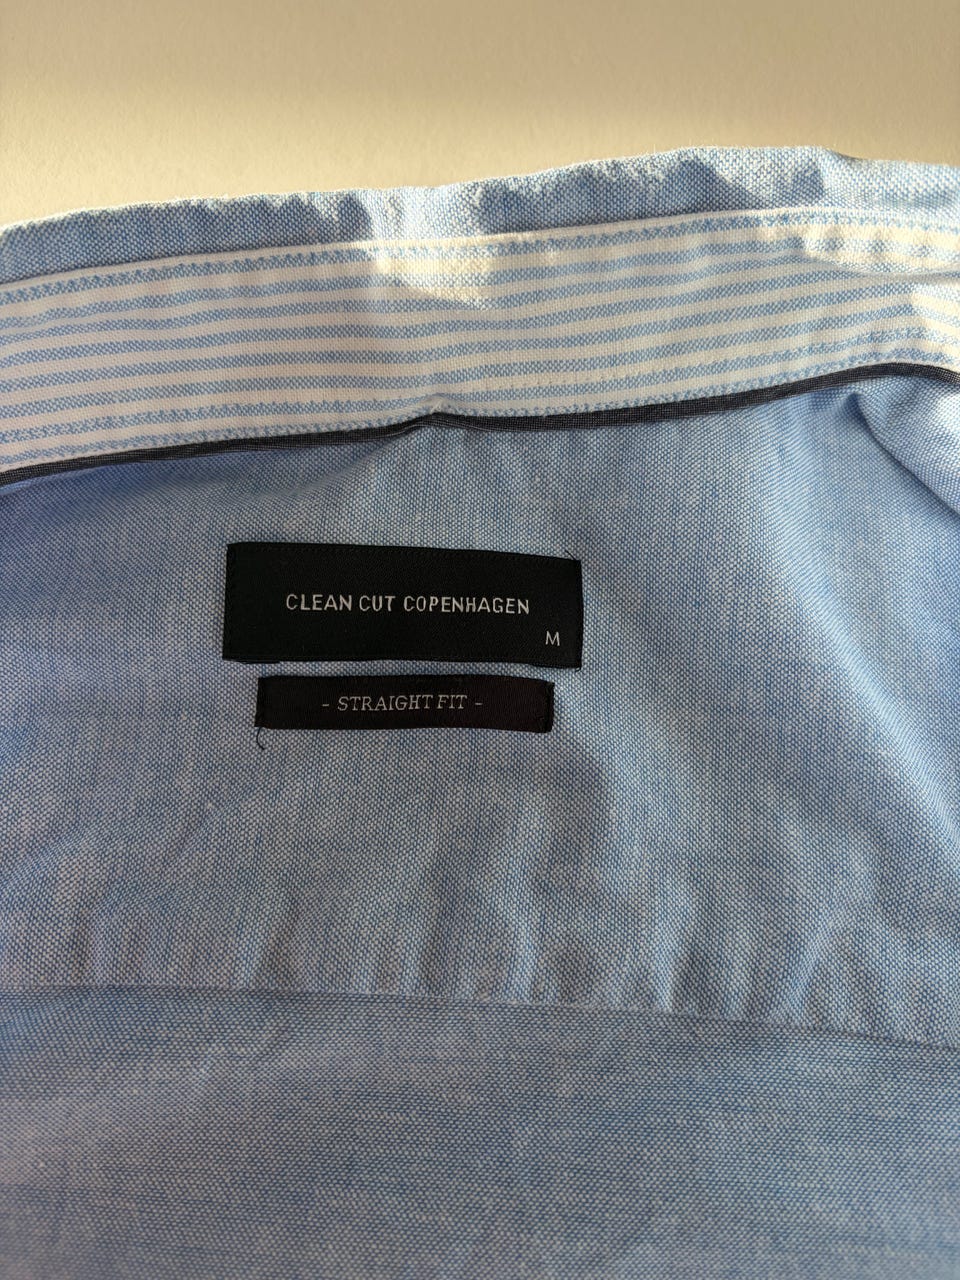 CLEAN CUT COPENHAGEN
M
- STRAIGHT FIT -